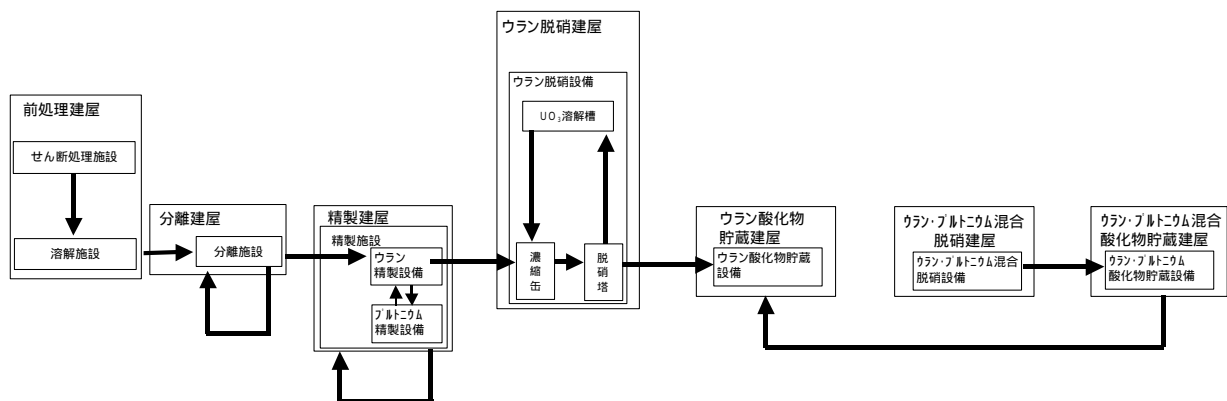 前処理建屋
せん断処理施設
溶解施設
分離建屋
分離施設
精製建屋
精製施設
ウラン
精製設備
ﾌﾟﾙﾄﾆｳﾑ
精製設備
ウラン脱硝建屋
ウラン脱硝設備
UO₃溶解槽
濃縮缶
脱硝塔
ウラン酸化物
貯蔵建屋
ウラン酸化物貯蔵
設備
ｳﾗﾝ･ﾌﾟﾙﾄﾆｳﾑ混合
脱硝建屋
ｳﾗﾝ･ﾌﾟﾙﾄﾆｳﾑ混合
脱硝設備
ｳﾗﾝ･ﾌﾟﾙﾄﾆｳﾑ混合
酸化物貯蔵建屋
ｳﾗﾝ･ﾌﾟﾙﾄﾆｳﾑ
酸化物貯蔵設備